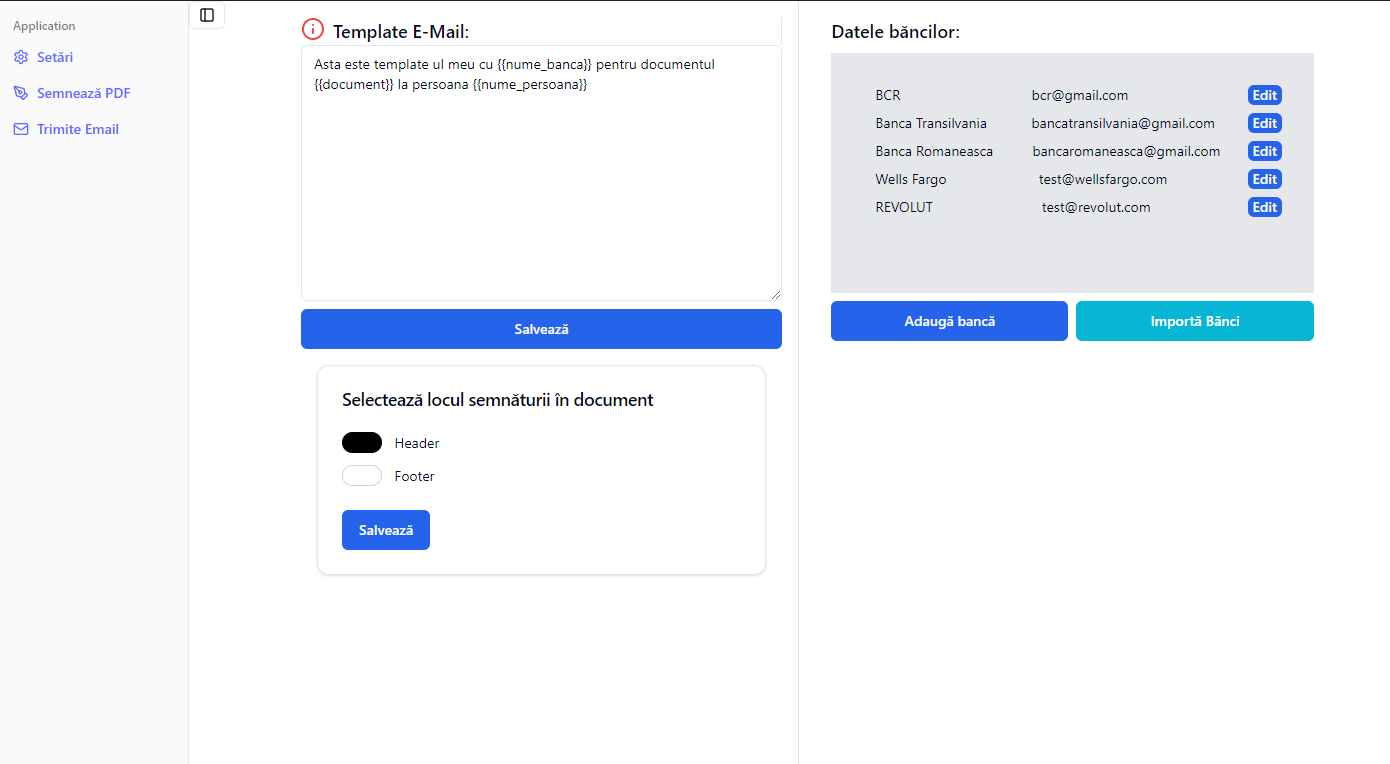 Application
Setări
Semnează PDF
Trimite Email
Template E-Mail:
Asta este template ul meu cu {{nume_banca}} pentru documentul
{{document}} la persoana {{nume_persoana}}
Salvează
Selectează locul semnăturii în document
Header
Footer
Salvează
Datele băncilor:
BCR bcr@gmail.com Edit
Banca Transilvania bancatransilvania@gmail.com Edit
Banca Romaneasca bancaromaneasca@gmail.com Edit
Wells Fargo test@wellsfargo.com Edit
REVOLUT test@revolut.com Edit
Adaugă bancă Importă Bănci